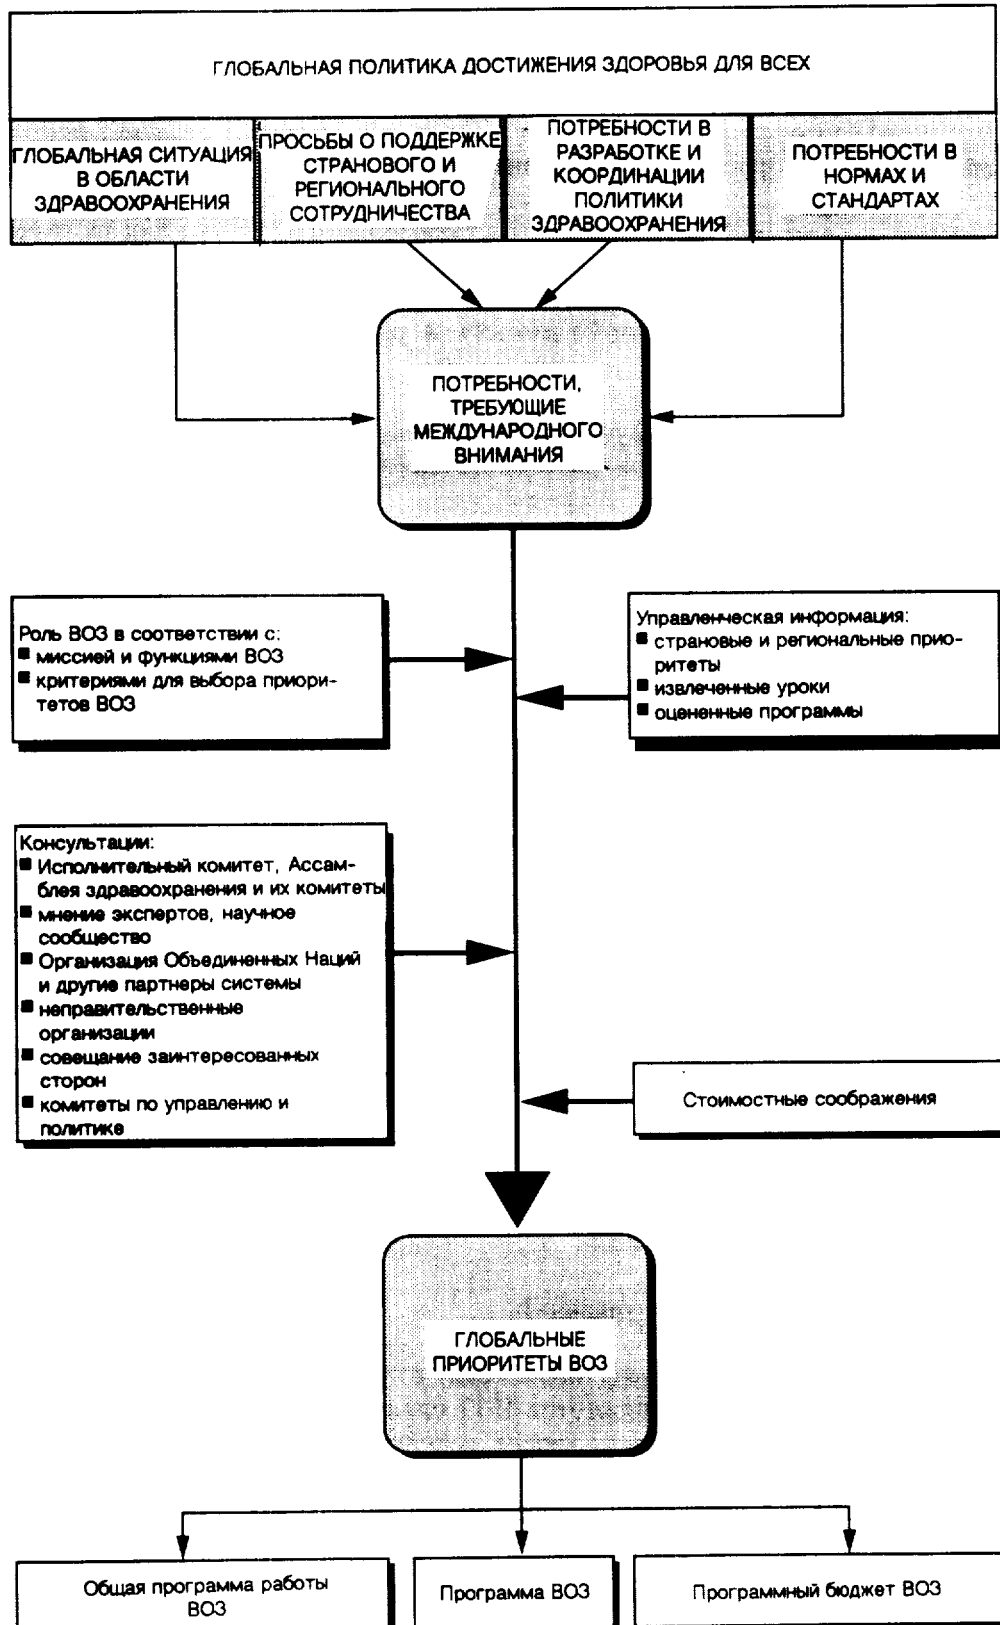 ГЛОБАЛЬНАЯ ПОЛИТИКА ДОСТИЖЕНИЯ ЗДОРОВЬЯ ДЛЯ ВСЕХ
ГЛОБАЛЬНАЯ СИТУАЦИЯ
В ОБЛАСТИ
ЗДРАВООХРАНЕНИЯ
ПРОСЬБЫ О ПОДДЕРЖКЕ
СТРАНОВОГО И
РЕГИОНАЛЬНОГО
СОТРУДНИЧЕСТВА
ПОТРЕБНОСТИ В
РАЗРАБОТКЕ И
КООРДИНАЦИИ
ПОЛИТИКИ
ЗДРАВООХРАНЕНИЯ
ПОТРЕБНОСТИ В
НОРМАХ И
СТАНДАРТАХ
ПОТРЕБНОСТИ,
ТРЕБУЮЩИЕ
МЕЖДУНАРОДНОГО
ВНИМАНИЯ
Роль ВОЗ в соответствии с:
■ миссией и функциями ВОЗ
■ критериями для выбора приори-
тетов ВОЗ
Управленческая информация:
■ страновые и региональные прио-
ритеты
■ извлеченные уроки
■ оцененные программы
Консультации:
■ Исполнительный комитет, Ассам-
блея здравоохранения и их комитеты
■ мнение экспертов, научное
сообщество
■ Организация Объединенных Наций
и другие партнеры системы
■ неправительственные
организации
■ совещание заинтересованных
сторон
■ комитеты по управлению и
политике
Стоимостные соображения
ГЛОБАЛЬНЫЕ
ПРИОРИТЕТЫ ВОЗ
Общая программа работы
ВОЗ
Программа ВОЗ
Программный бюджет ВОЗ